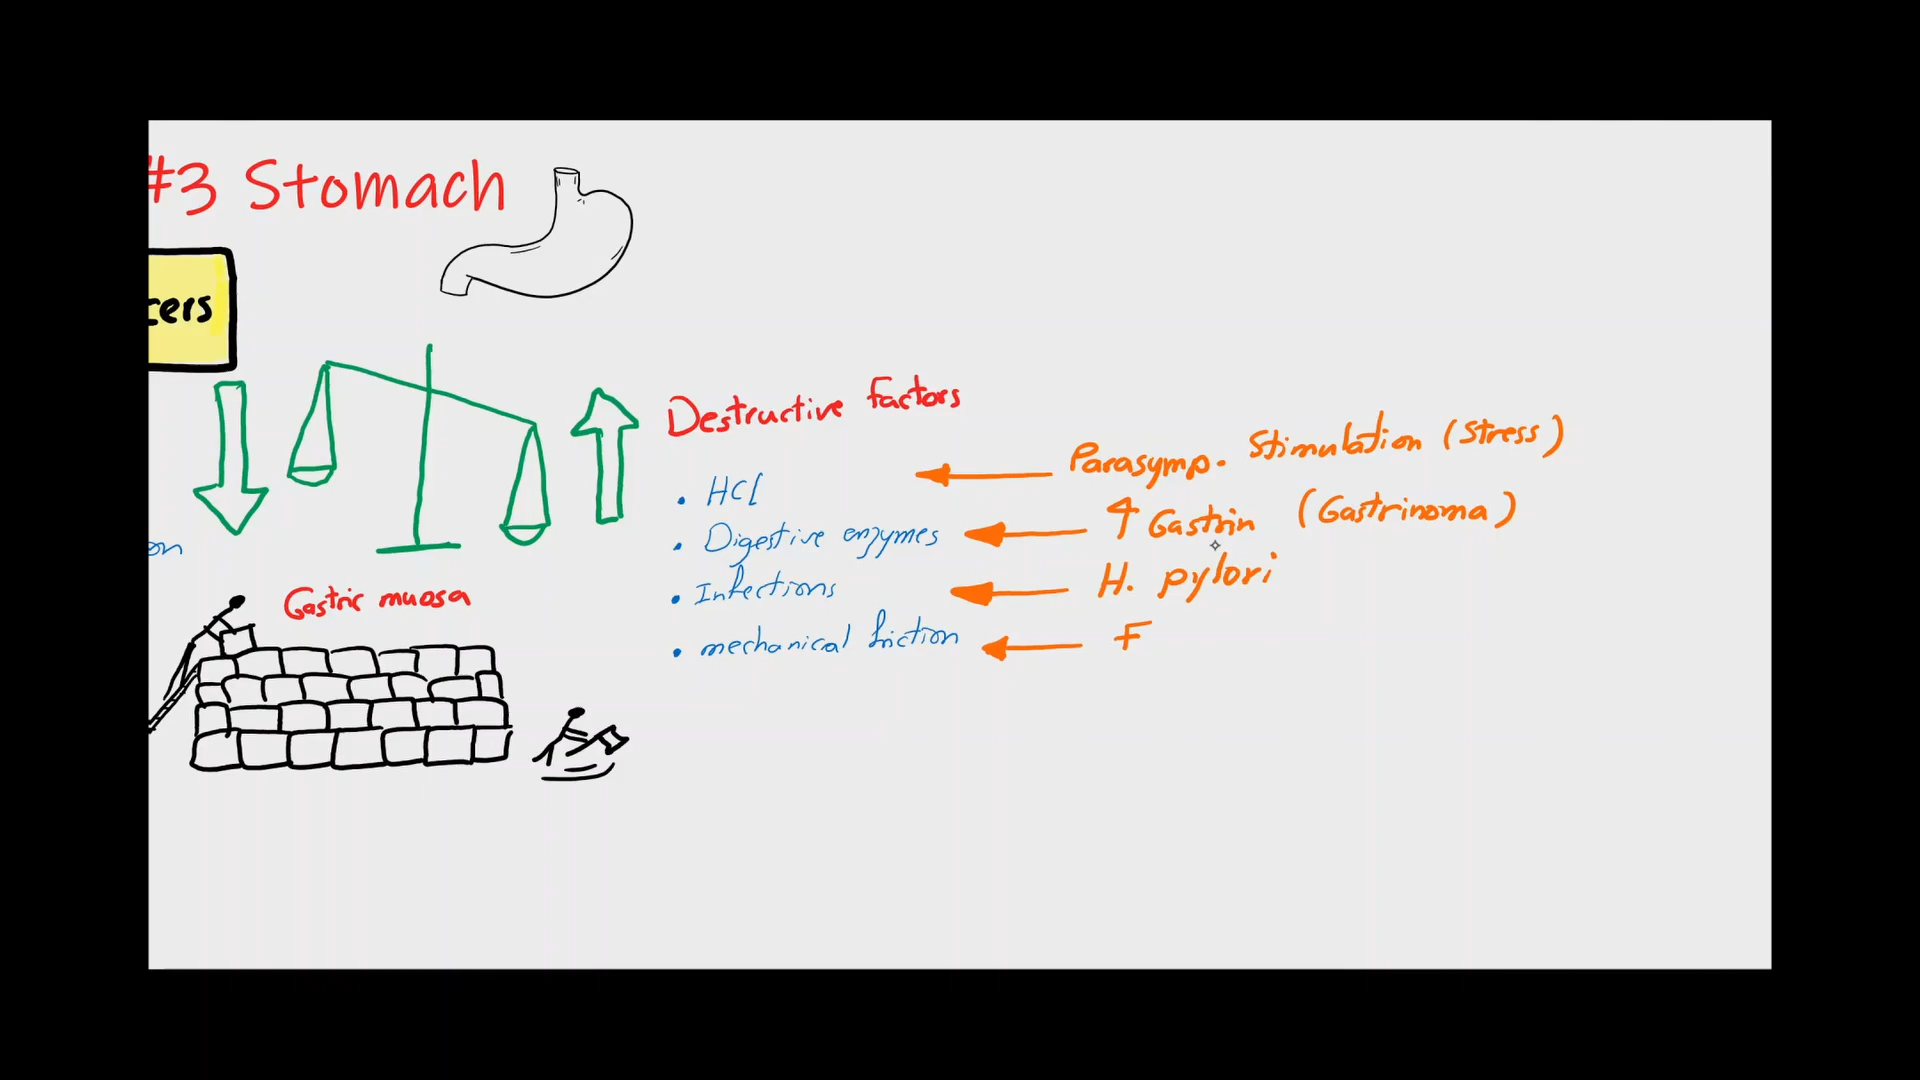 #3 Stomach
cers
Destructive factors
• HCl
Parasymp. Stimulation (Stress)
• Digestive enzymes
↑ Gastrin (Gastrinoma)
on
• Infections
H. pylori
Gastric muosa
• mechanical friction
F